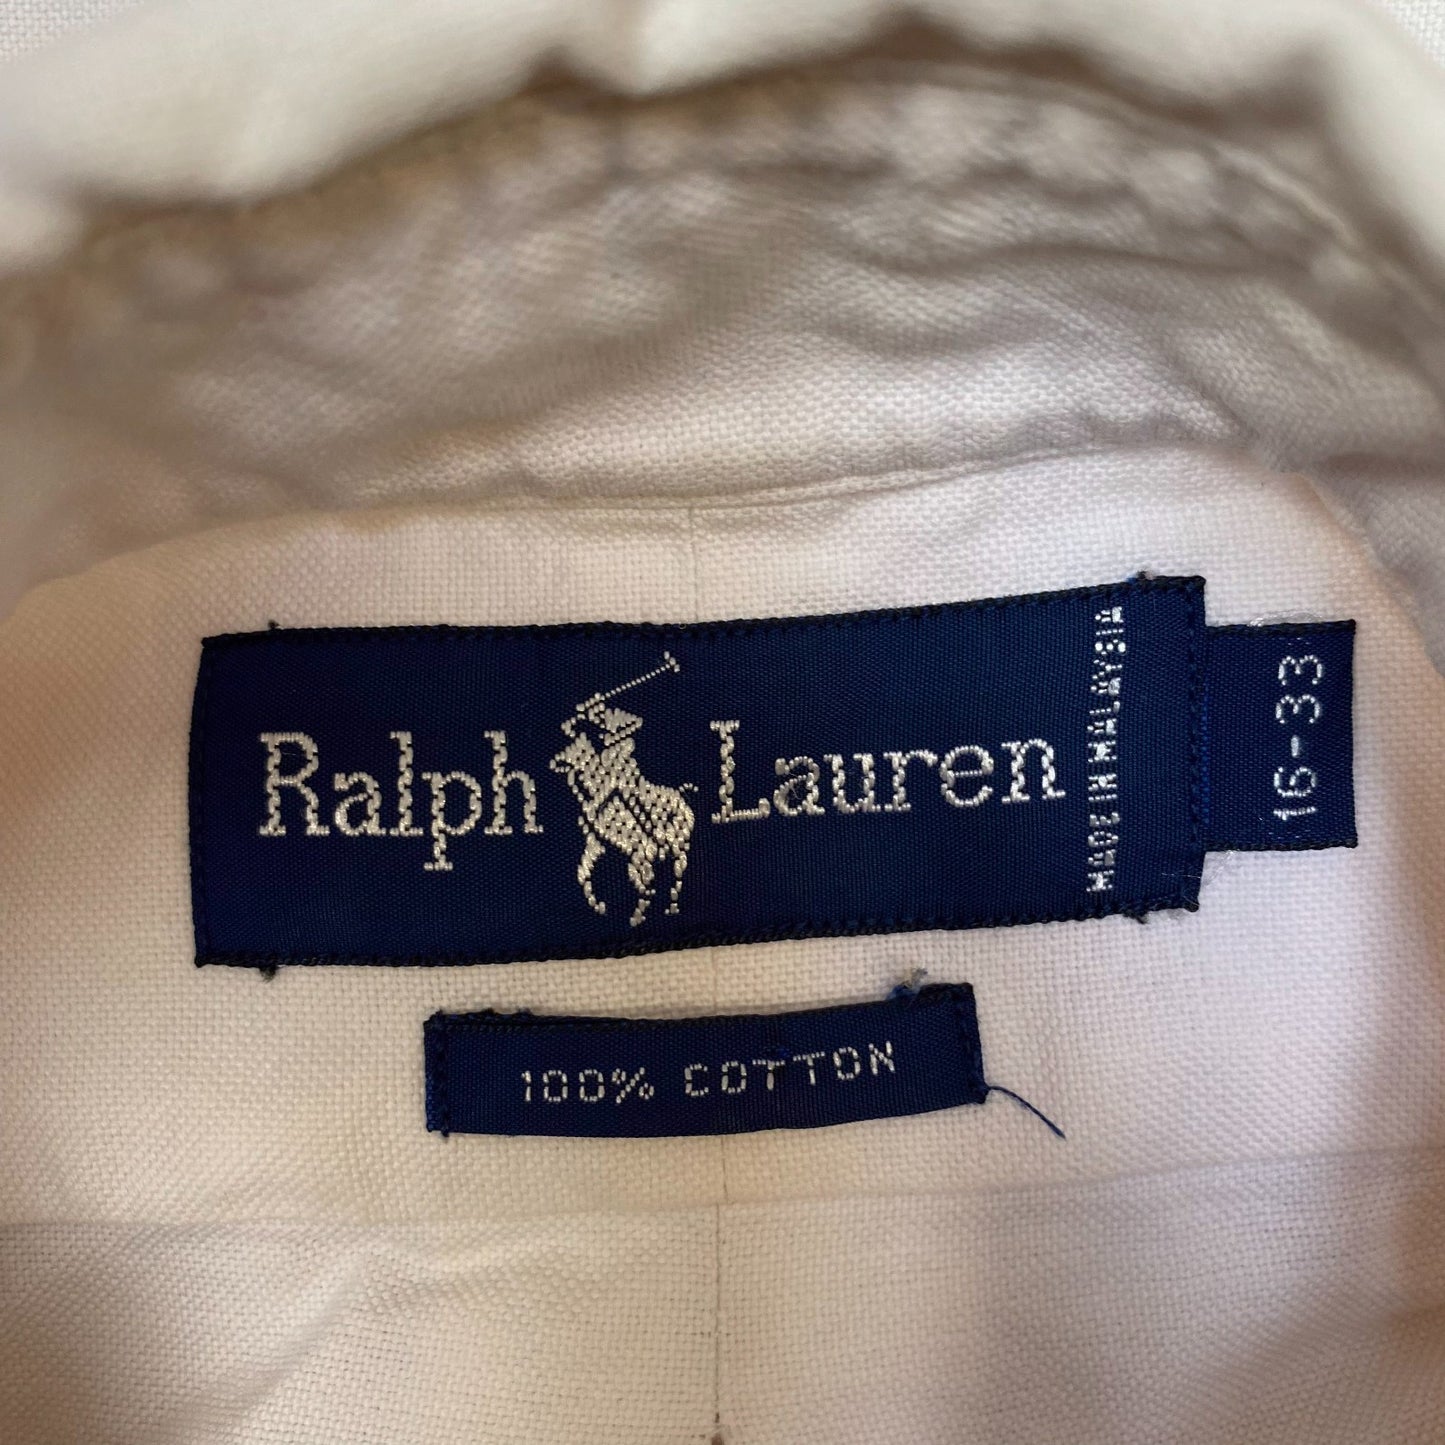 Ralph Lauren
MADE IN MALAYSIA
16-33
100% COTTON